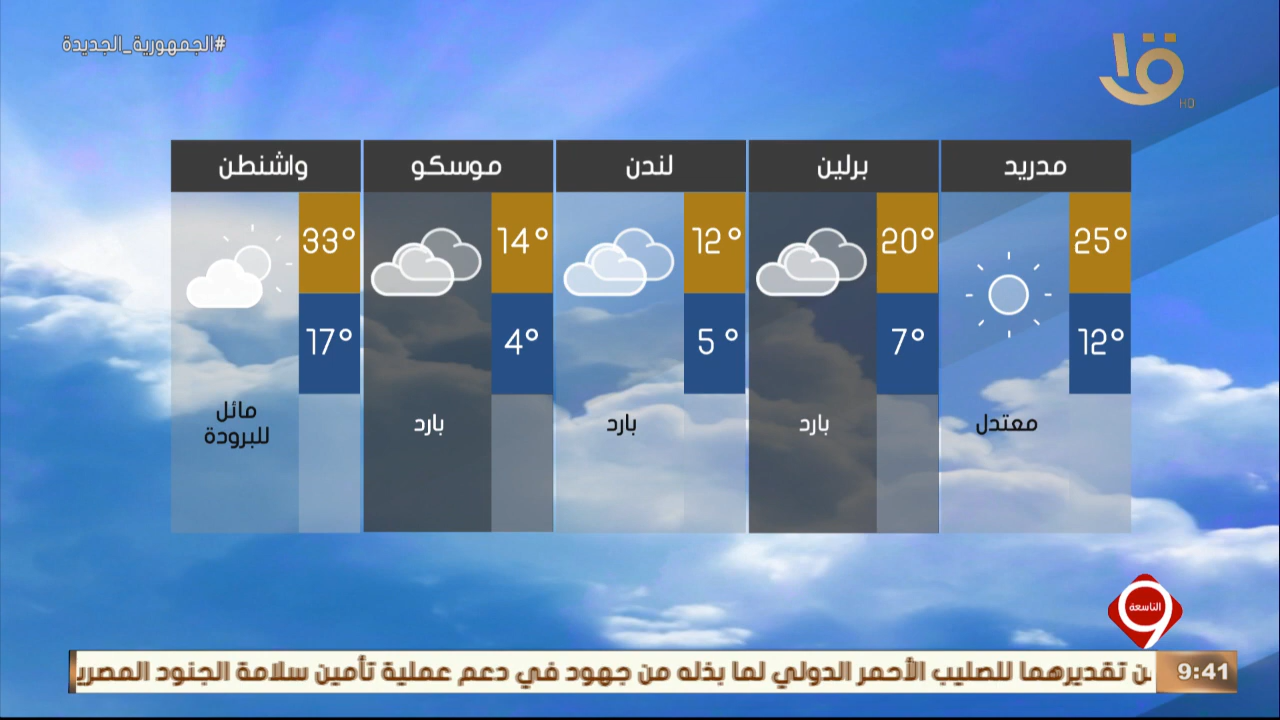 #الجمهورية_الجديدة
HD
مدريد
25°
12°
معتدل
برلين
20°
7°
بارد
لندن
12°
5°
بارد
موسكو
14°
4°
بارد
واشنطن
33°
17°
مائل
للبرودة
التاسعة
9
9:41
تقديرهما للصليب الأحمر الدولي لما بذله من جهود في دعم عملية تأمين سلامة الجنود